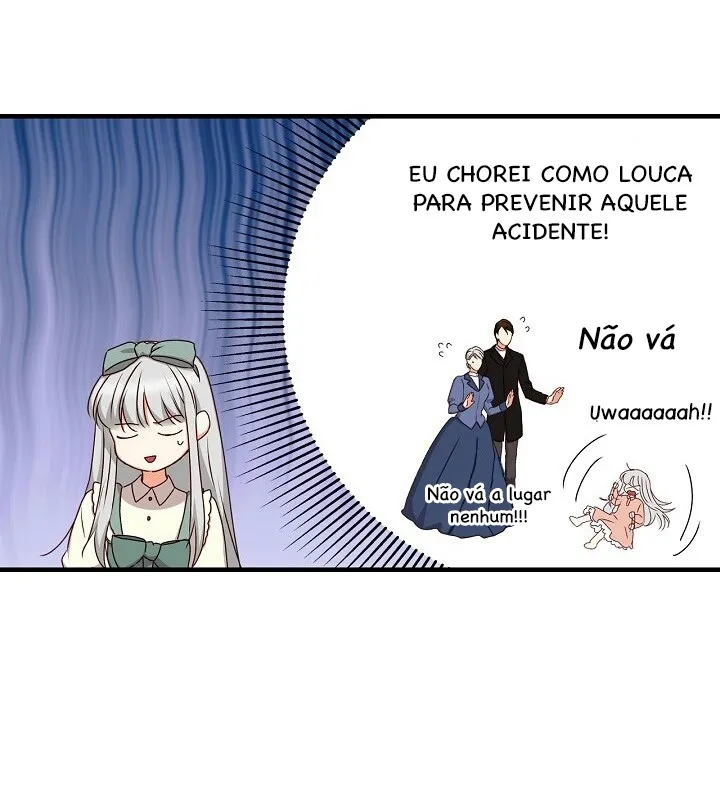 EU CHOREI COMO LOUCA
PARA PREVENIR AQUELE
ACIDENTE!
Não vá
Uwaaaaaah!!
Não vá a lugar
nenhum!!!